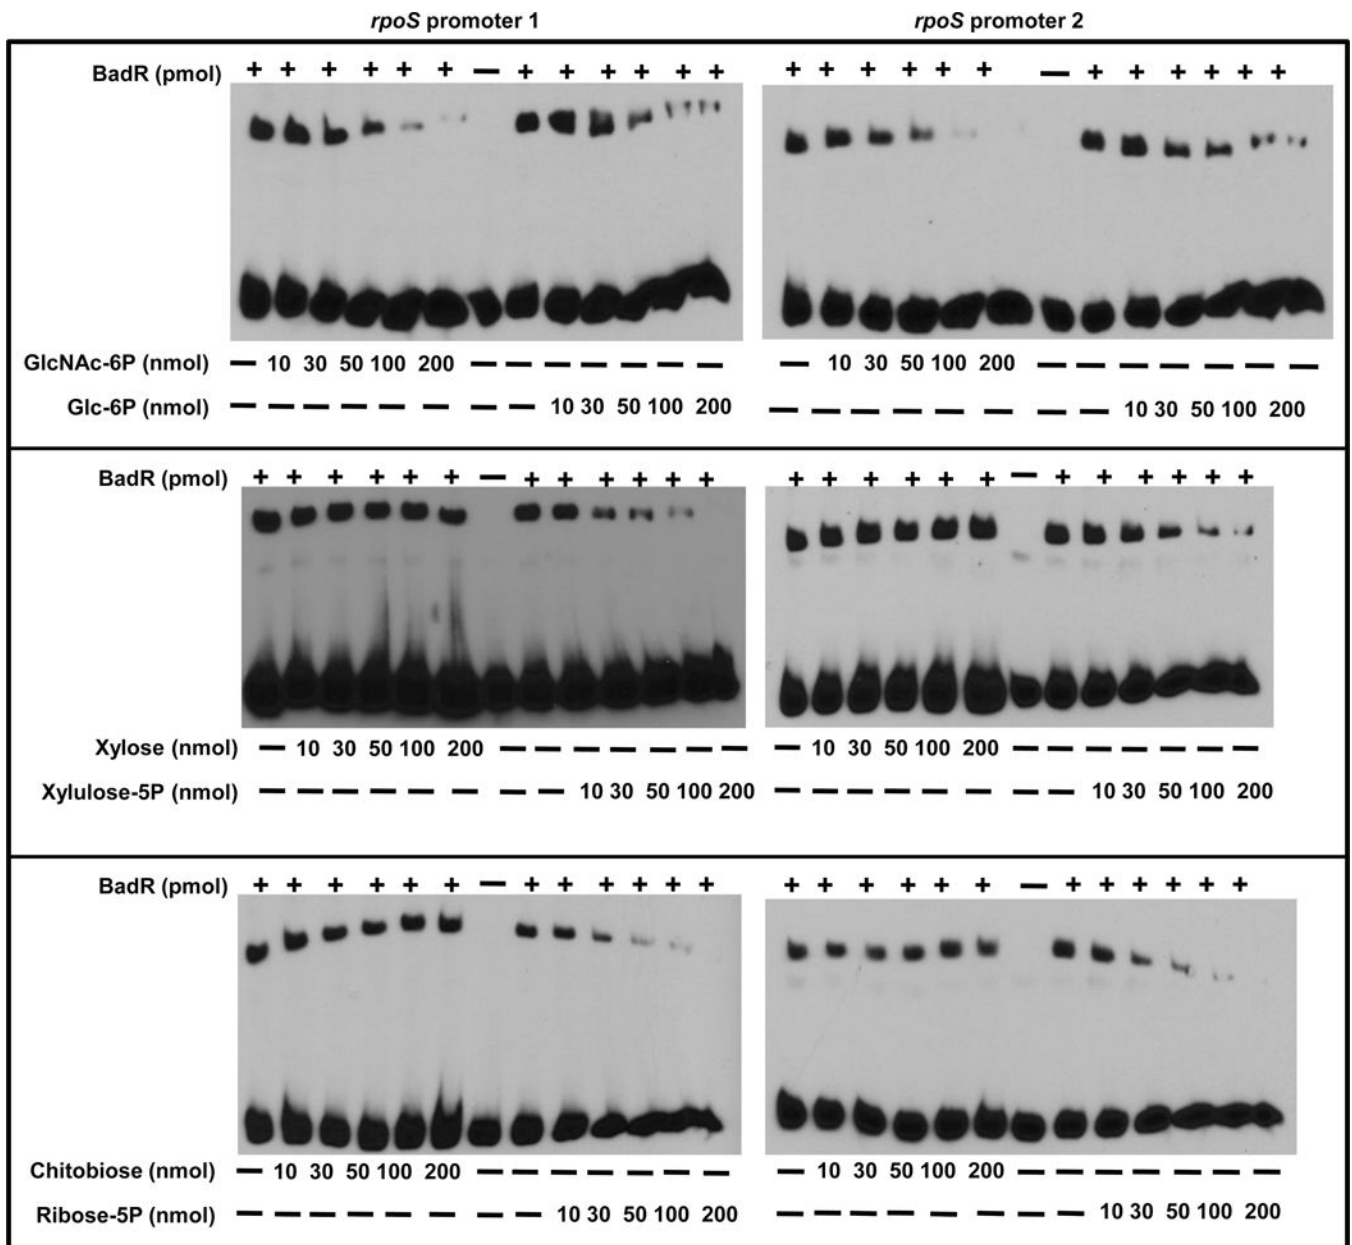 rpoS promoter 1 rpoS promoter 2
BadR (pmol) + + + + + + — + + + + + + + + + + + + — + + + + + +
GlcNAc-6P (nmol) — 10 30 50 100 200 — — — — — — — — 10 30 50 100 200 — — — — — — —
Glc-6P (nmol) — — — — — — — — 10 30 50 100 200 — — — — — — — — 10 30 50 100 200
BadR (pmol) + + + + + + — + + + + + + + + + + + + — + + + + + +
Xylose (nmol) — 10 30 50 100 200 — — — — — — — — 10 30 50 100 200 — — — — — — —
Xylulose-5P (nmol) — — — — — — — — 10 30 50 100 200 — — — — — — — — 10 30 50 100 200
BadR (pmol) + + + + + + — + + + + + + + + + + + + — + + + + + +
Chitobiose (nmol) — 10 30 50 100 200 — — — — — — — — 10 30 50 100 200 — — — — — — —
Ribose-5P (nmol) — — — — — — — — 10 30 50 100 200 — — — — — — — — 10 30 50 100 200